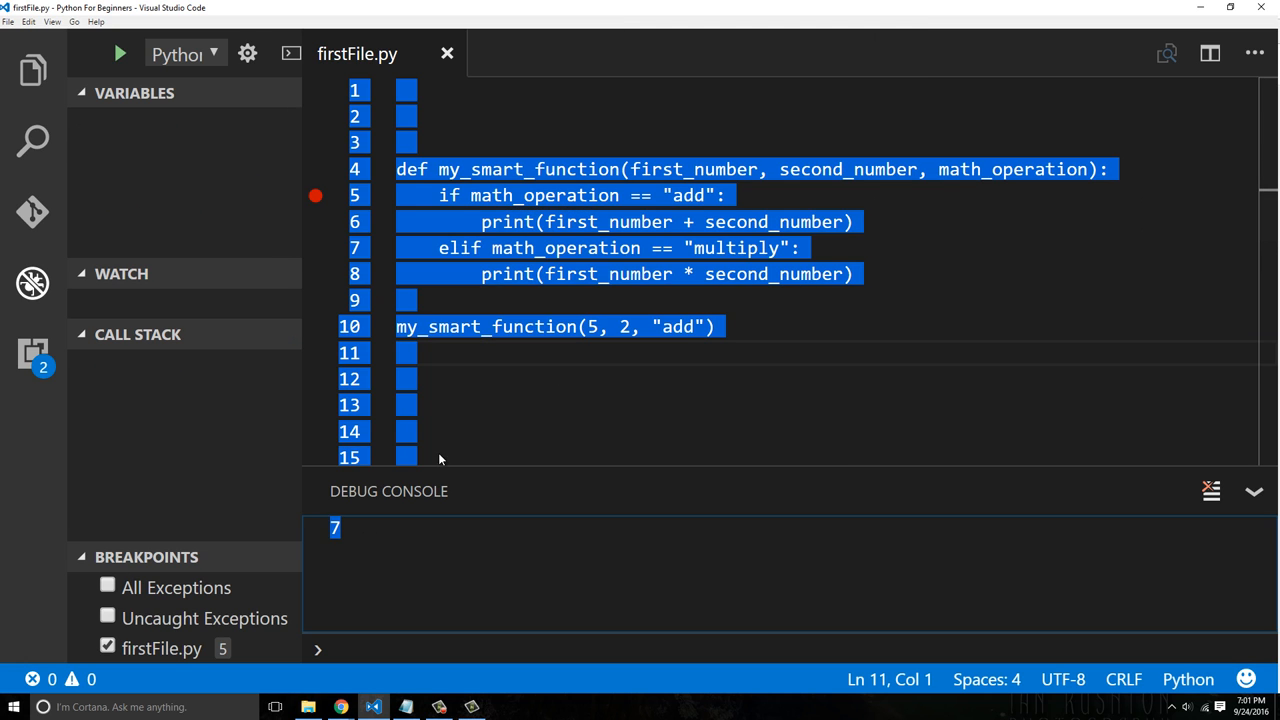 firstFile.py - Python For Beginners - Visual Studio Code
File Edit View Go Help
Python
firstFile.py
VARIABLES
WATCH
CALL STACK
BREAKPOINTS
All Exceptions
Uncaught Exceptions
firstFile.py 5
2
1
2
3
4 def my_smart_function(first_number, second_number, math_operation):
5 if math_operation == "add":
6 print(first_number + second_number)
7 elif math_operation == "multiply":
8 print(first_number * second_number)
9
10 my_smart_function(5, 2, "add")
11
12
13
14
15
DEBUG CONSOLE
7
0 0
Ln 11, Col 1 Spaces: 4 UTF-8 CRLF Python
I'm Cortana. Ask me anything.
7:01 PM
9/24/2016